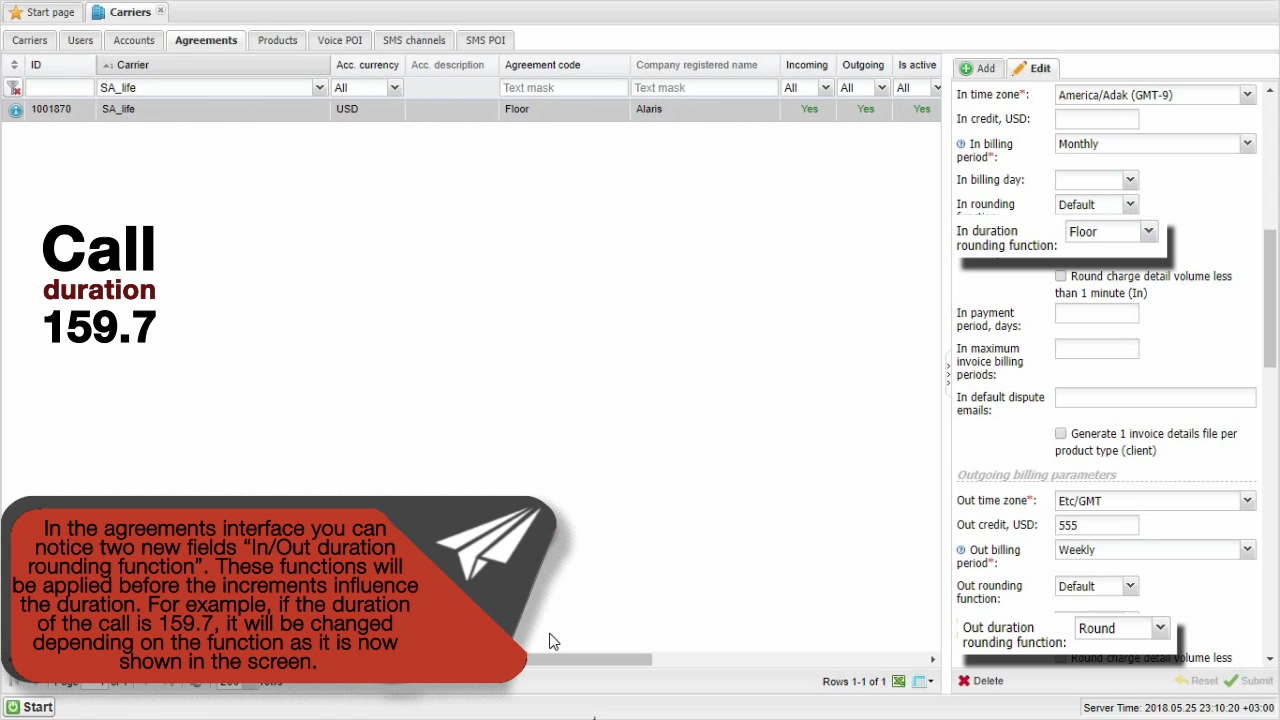 Start page
Carriers
Carriers
Users
Accounts
Agreements
Products
Voice POI
SMS channels
SMS POI
ID
Carrier
Acc. currency
Acc. description
Agreement code
Company registered name
Incoming
Outgoing
Is active
SA_life
All
Text mask
Text mask
All
All
All
1001870
SA_life
USD
Floor
Alaris
Yes
Yes
Yes
Call
duration
159.7
In the agreements interface you can
notice two new fields “In/Out duration
rounding function”. These functions will
be applied before the increments influence
the duration. For example, if the duration
of the call is 159.7, it will be changed
depending on the function as it is now
shown in the screen.
Rows 1-1 of 1
Add
Edit
In time zone*:
America/Adak (GMT-9)
In credit, USD:
In billing
period*:
Monthly
In billing day:
In rounding
Default
In duration
rounding function:
Floor
Round charge detail volume less
than 1 minute (In)
In payment
period, days:
In maximum
invoice billing
periods:
In default dispute
emails:
Generate 1 invoice details file per
product type (client)
Outgoing billing parameters
Out time zone*:
Etc/GMT
Out credit, USD:
555
Out billing
period*:
Weekly
Out rounding
function:
Default
Out duration
rounding function:
Round
Round charge detail volume less
Delete
Reset
Submit
Start
Server Time: 2018.05.25 23:10:20 +03:00